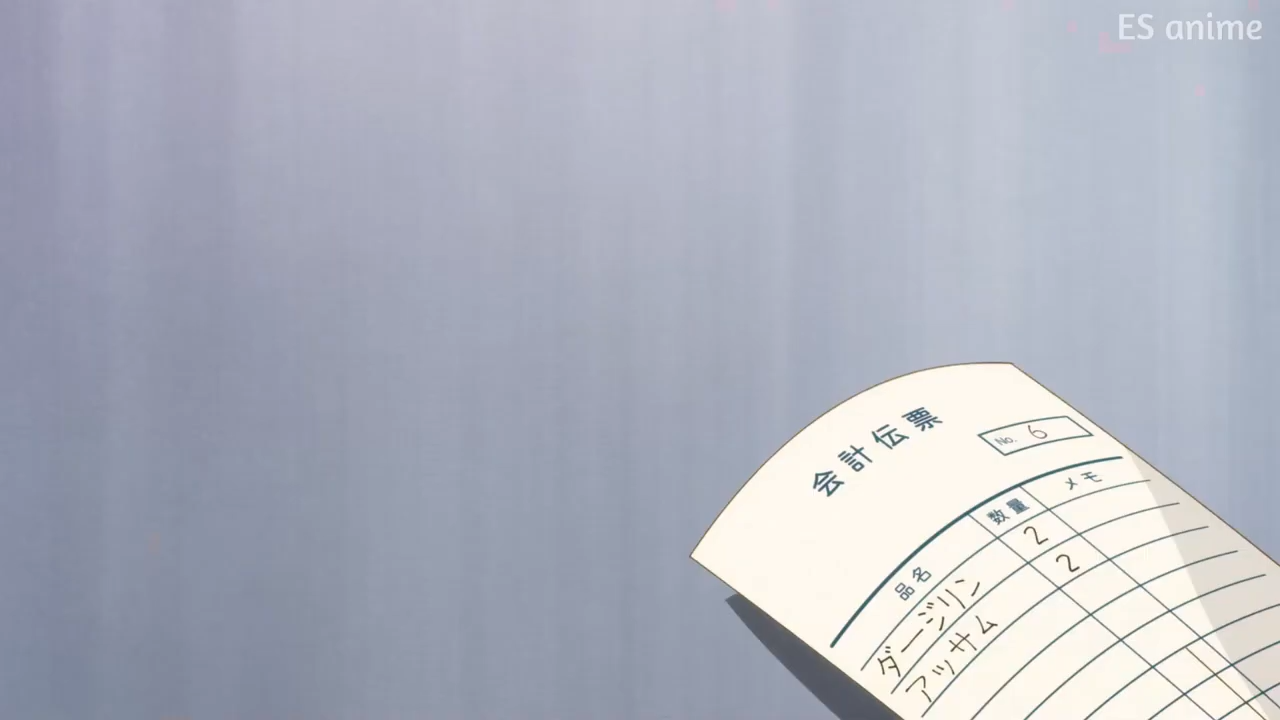 ES anime
会計伝票
No. 6
品名 数量 メモ
ダージリン 2
アッサム 2